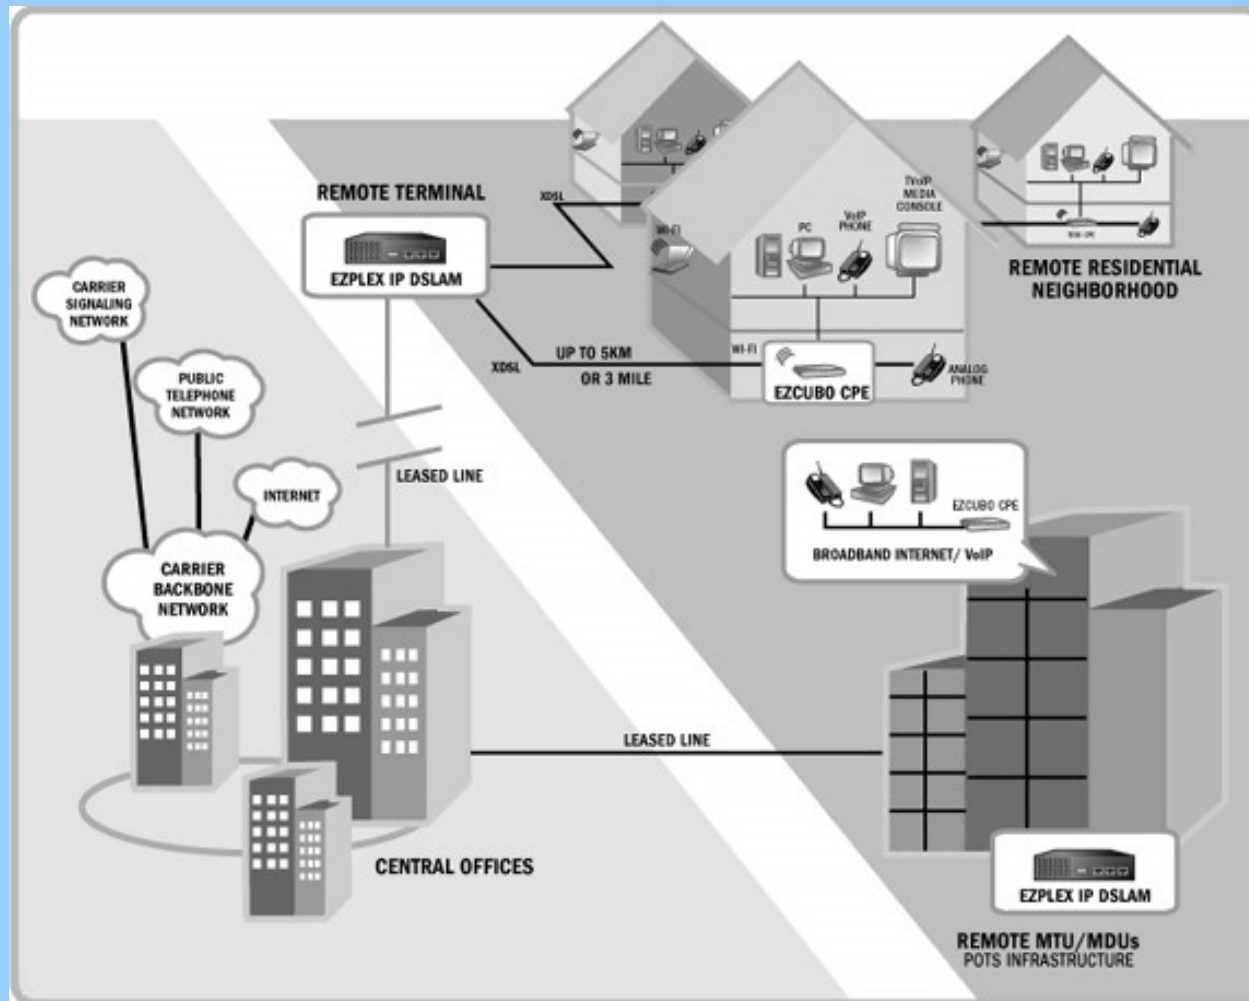 REMOTE TERMINAL
EZPLEX IP DSLAM
XDSL
WI-FI
PC
VoIP
PHONE
TVoIP
MEDIA
CONSOLE
REMOTE RESIDENTIAL
NEIGHBORHOOD
CARRIER
SIGNALING
NETWORK
PUBLIC
TELEPHONE
NETWORK
INTERNET
CARRIER
BACKBONE
NETWORK
XDSL
UP TO 5KM
OR 3 MILE
WI-FI
EZCUBO CPE
ANALOG
PHONE
LEASED LINE
EZCUBO CPE
BROADBAND INTERNET/ VoIP
LEASED LINE
CENTRAL OFFICES
EZPLEX IP DSLAM
REMOTE MTU/MDUs
POTS INFRASTRUCTURE